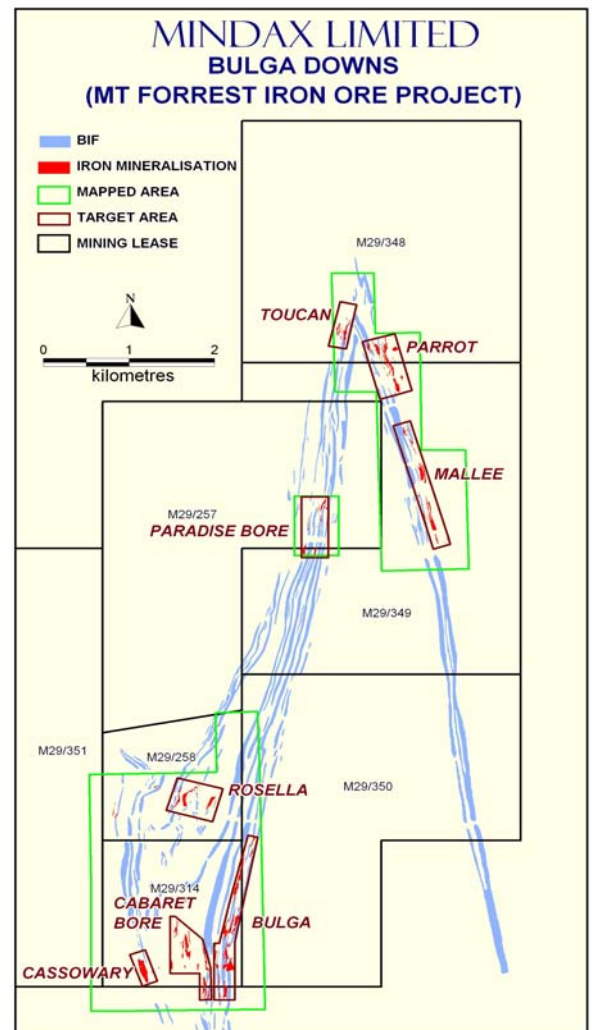 MINDAX LIMITED
BULGA DOWNS
(MT FORREST IRON ORE PROJECT)
BIF
IRON MINERALISATION
MAPPED AREA
TARGET AREA
MINING LEASE
N
0 1 2
kilometres
M29/348
TOUCAN
PARROT
MALLEE
M29/257
PARADISE BORE
M29/349
M29/351
M29/258
M29/350
ROSELLA
M29/314
CABARET
BORE
BULGA
CASSOWARY